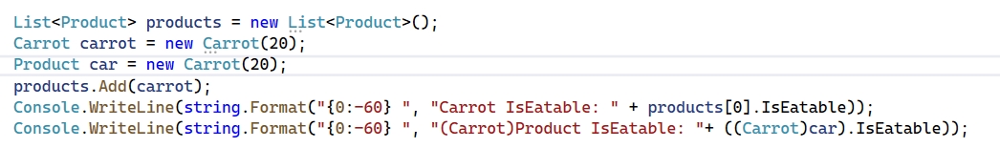 List<Product> products = new List<Product>();
Carrot carrot = new Carrot(20);
Product car = new Carrot(20);
products.Add(carrot);
Console.WriteLine(string.Format("{0:-60} ", "Carrot IsEatable: " + products[0].IsEatable));
Console.WriteLine(string.Format("{0:-60} ", "(Carrot)Product IsEatable: "+ ((Carrot)car).IsEatable));